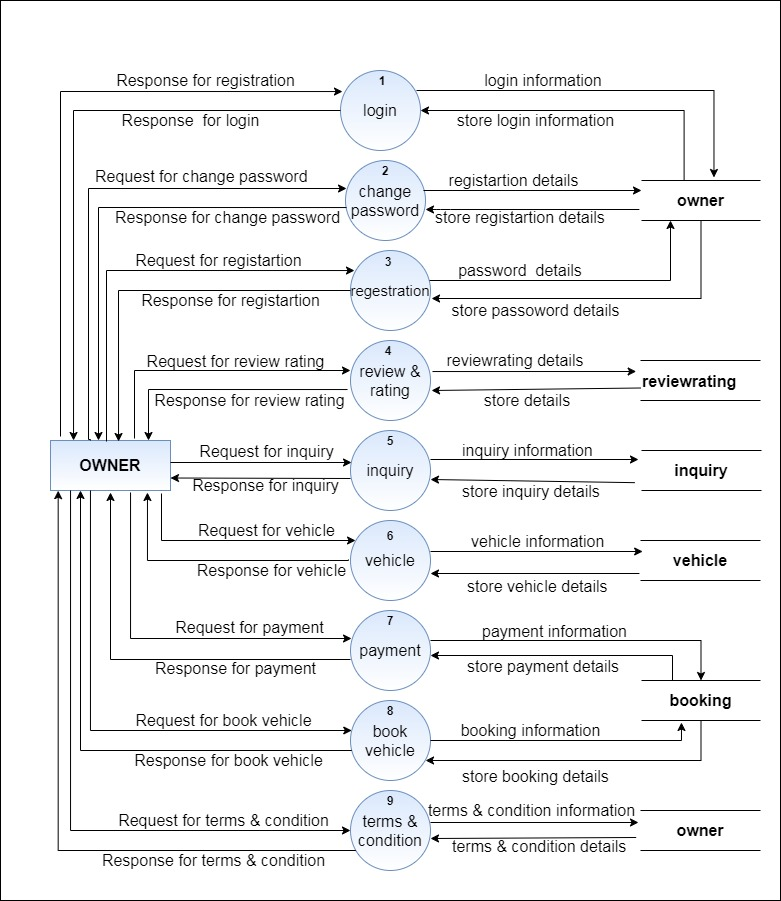 1
Response for registration
login information
login
Response for login
store login information
2
Request for change password
registartion details
change
password
owner
Response for change password
store registartion details
3
Request for registartion
password details
regestration
Response for registartion
store passoword details
4
Request for review rating
reviewrating details
review &
rating
reviewrating
Response for review rating
store details
5
Request for inquiry
inquiry information
OWNER
inquiry
inquiry
Response for inquiry
store inquiry details
6
Request for vehicle
vehicle information
vehicle
vehicle
Response for vehicle
store vehicle details
7
Request for payment
payment information
payment
Response for payment
store payment details
booking
8
Request for book vehicle
booking information
book
vehicle
Response for book vehicle
store booking details
9
Request for terms & condition
terms & condition information
terms &
condition
owner
Response for terms & condition
terms & condition details